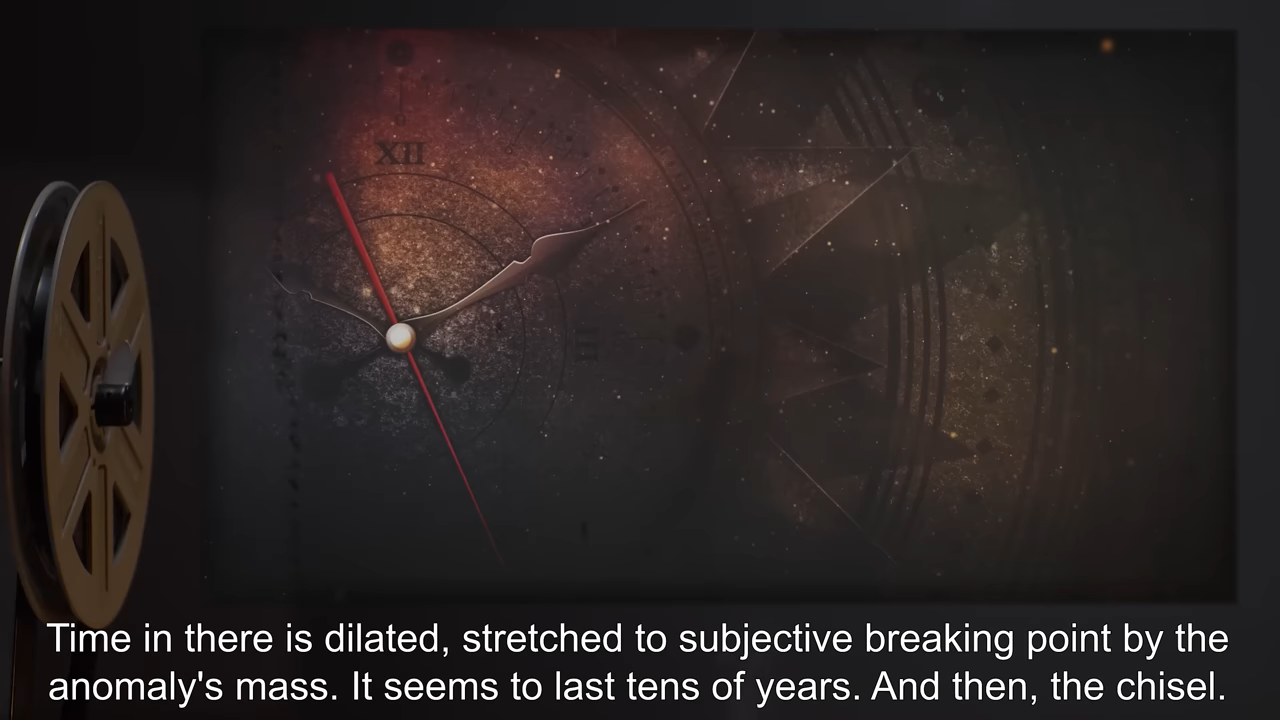 XII
III
Time in there is dilated, stretched to subjective breaking point by the
anomaly's mass. It seems to last tens of years. And then, the chisel.